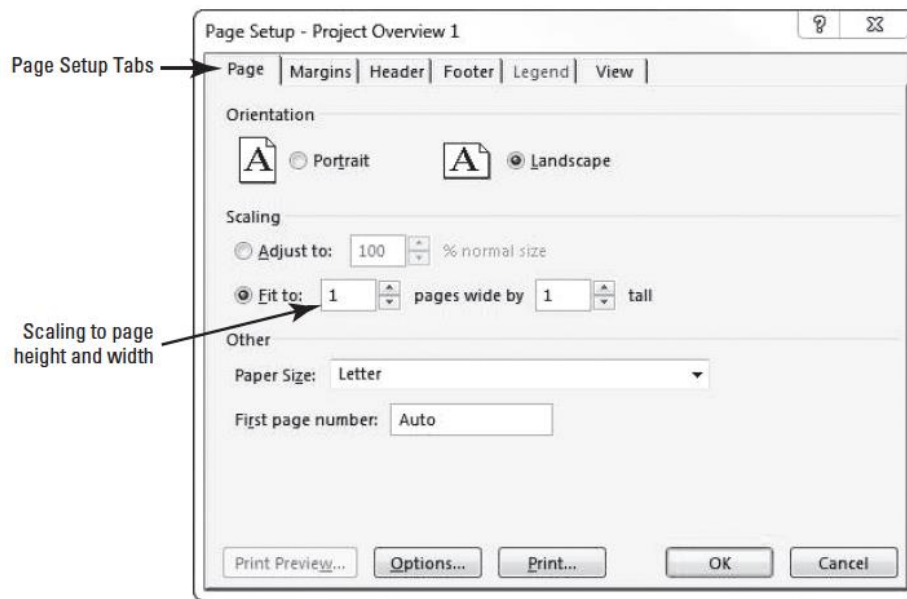 Page Setup - Project Overview 1
Page Setup Tabs
Page Margins Header Footer Legend View
Orientation
A Portrait A Landscape
Scaling
Adjust to: 100 % normal size
Fit to: 1 pages wide by 1 tall
Scaling to page
height and width
Other
Paper Size: Letter
First page number: Auto
Print Preview... Options... Print... OK Cancel